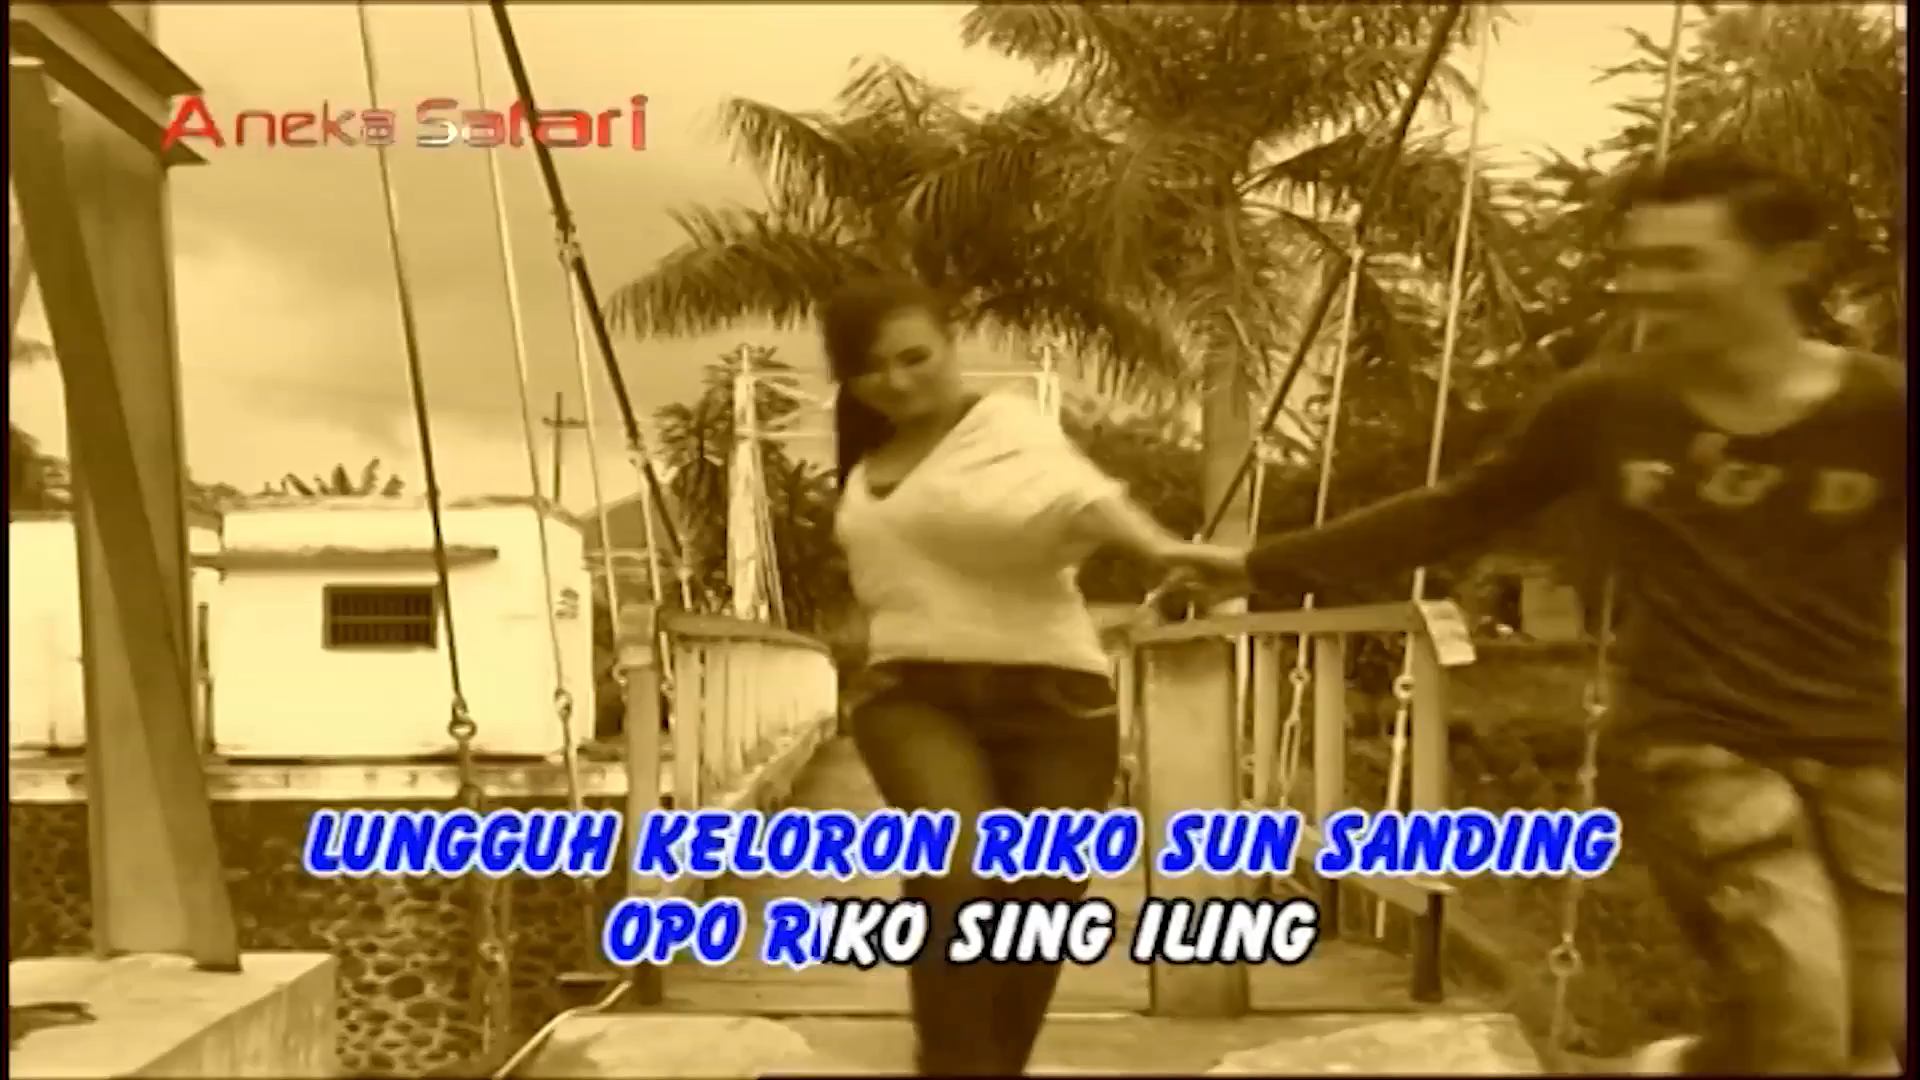 Aneka Safari
LUNGGUH KELORON RIKO SUN SANDING
OPO RIKO SING ILING